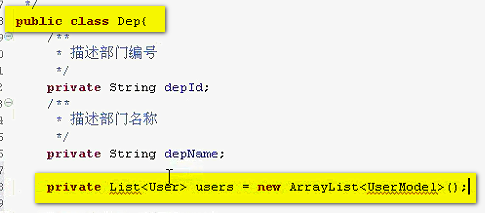 */
public class Dep{
/**
* 描述部门编号
*/
private String depId;
/**
* 描述部门名称
*/
private String depName;
private List<User> users = new ArrayList<UserModel>();